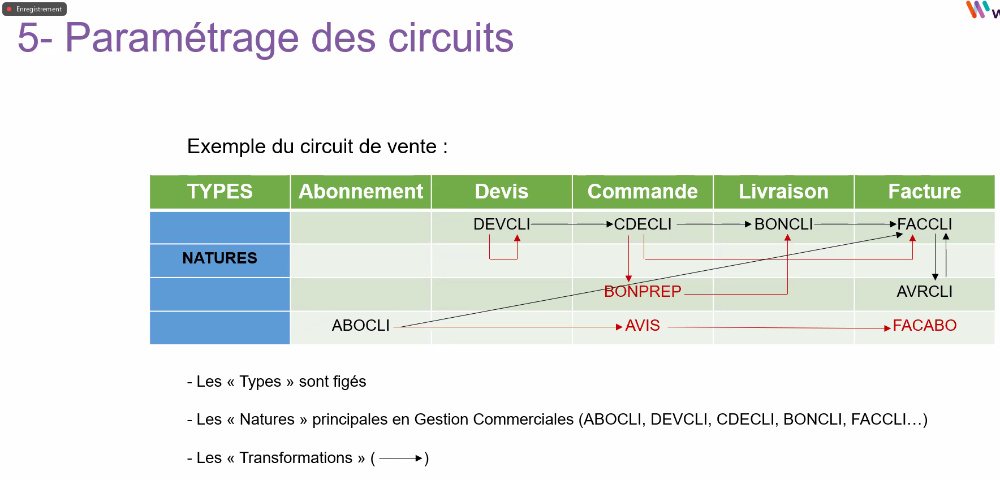 Enregistrement
5- Paramétrage des circuits
Exemple du circuit de vente :
TYPES Abonnement Devis Commande Livraison Facture
DEVCLI CDECLI BONCLI FACCLI
NATURES
BONPREP AVRCLI
ABOCLI AVIS FACABO
- Les « Types » sont figés
- Les « Natures » principales en Gestion Commerciales (ABOCLI, DEVCLI, CDECLI, BONCLI, FACCLI…)
- Les « Transformations » ( )